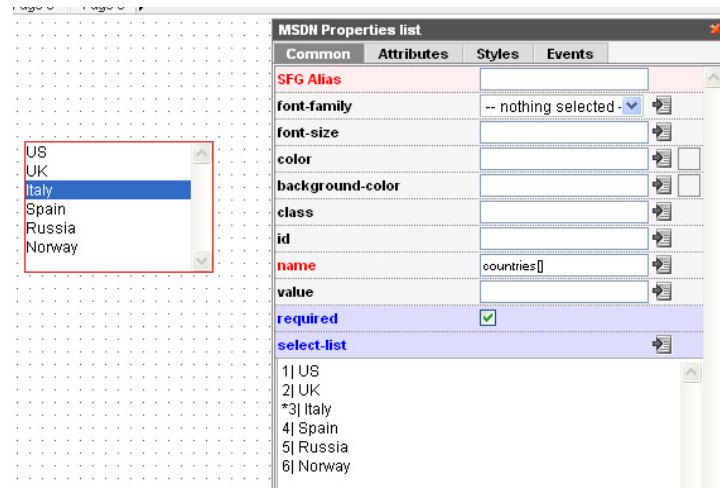 MSDN Properties list
Common Attributes Styles Events
SFG Alias
font-family -- nothing selected -
font-size
color
background-color
class
id
name countries[]
value
required
select-list
1| US
2| UK
*3| Italy
4| Spain
5| Russia
6| Norway
US
UK
Italy
Spain
Russia
Norway